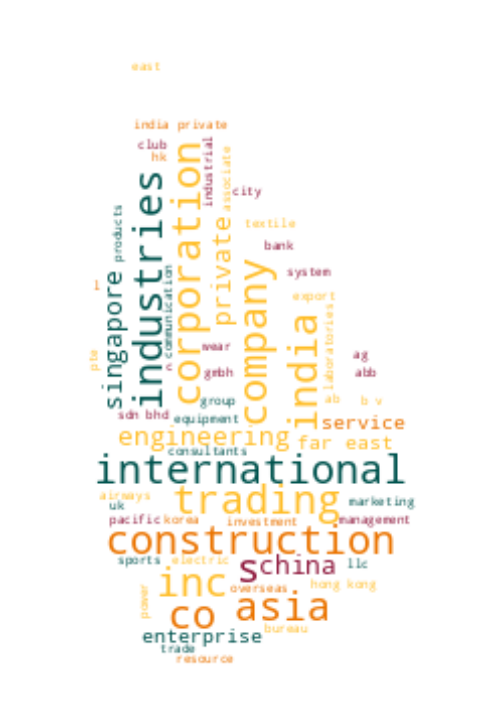 east
india private
club
hk
industrial
corporation
associate
city
industries
products
textile
private
bank
company
system
communication
singapore
l
export
india
laboratories
wear
n
pte
gmbh
ag
abb
group
ab
b v
sdn bhd
equipment
service
engineering
far east
consultants
international
airways
trading
uk
marketing
pacific
korea
investment
management
construction
sports
electric
s
china
llc
inc
overseas
hong kong
power
co
asia
bureau
enterprise
trade
resource